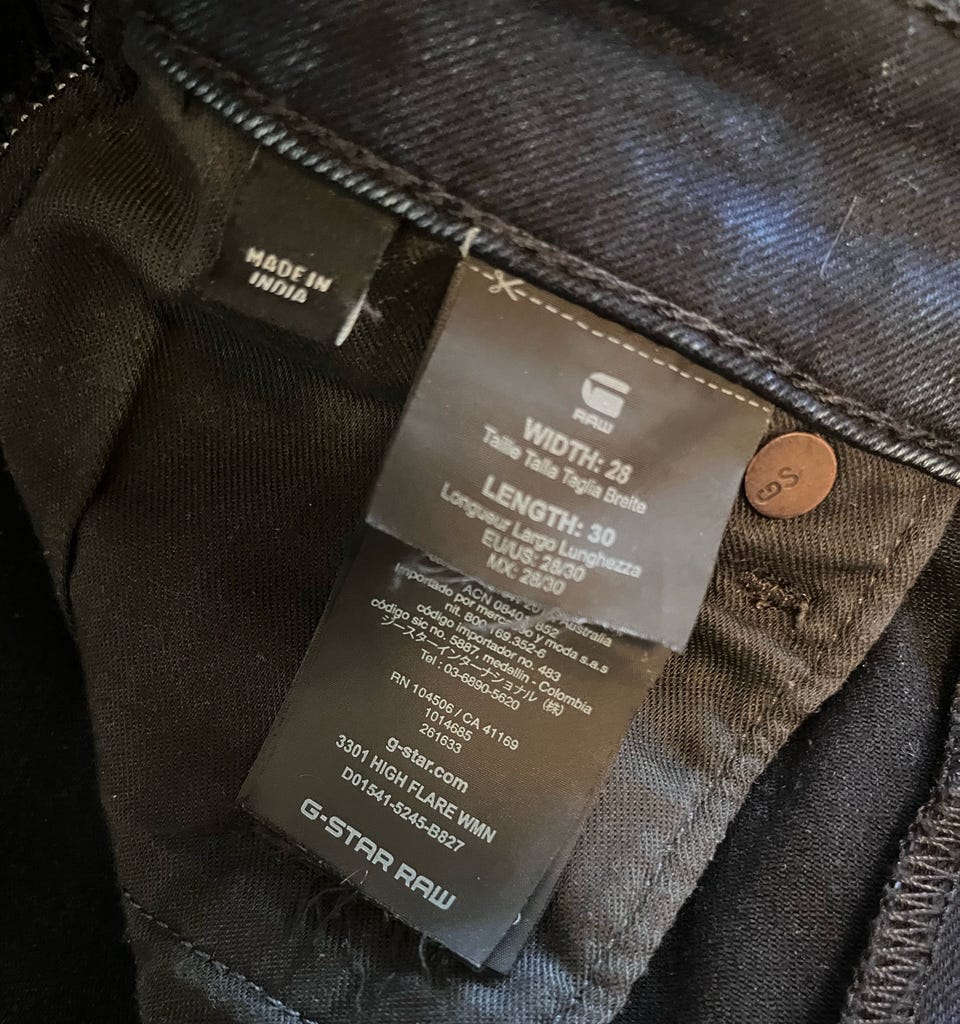 MADE IN
INDIA
RAW
WIDTH: 28
Taille Talla Taglia Breite
LENGTH: 30
Longueur Largo Lunghezza
EU/US: 28/30
MX: 28/30
Australia
ACN 08401 852
Importado por y moda s.a.s
nit. 800 169.352-6
código importador no. 483
código sic no. 5887, medellin - Colombia
ジースターインターナショナル (株)
Tel : 03-6890-5620
RN 104506 / CA 41169
1014685
261633
g-star.com
3301 HIGH FLARE WMN
D01541-5245-B827
G-STAR RAW
GS